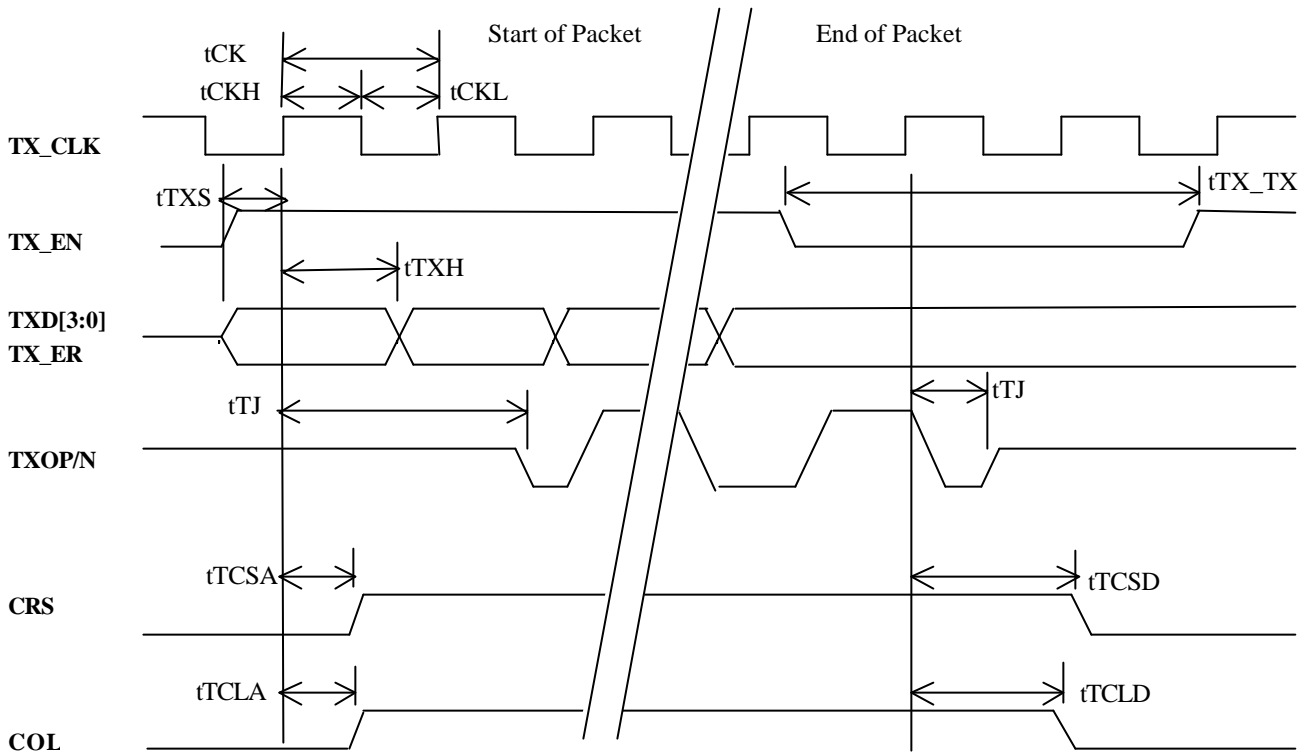 Start of Packet
End of Packet
tCK
tCKH
tCKL
TX_CLK
tTXS
tTX_TX
TX_EN
tTXH
TXD[3:0]
TX_ER
tTJ
tTJ
TXOP/N
tTCSA
tTCSD
CRS
tTCLA
tTCLD
COL